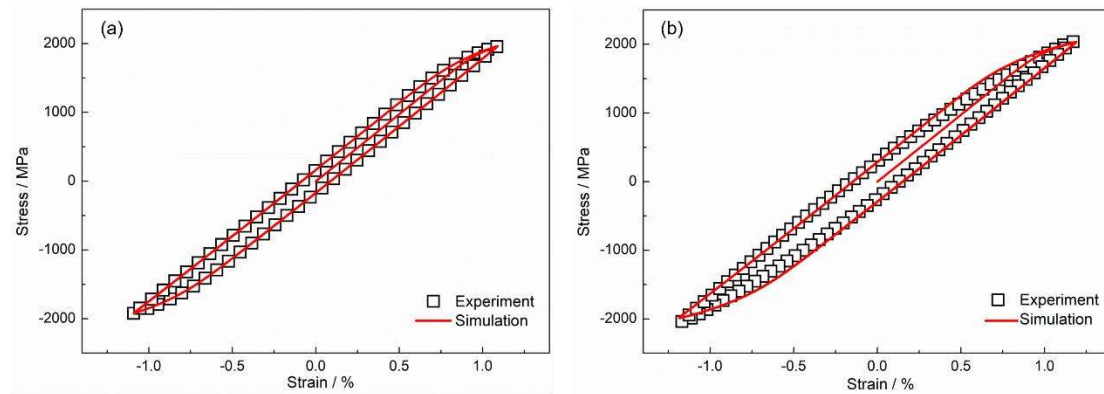 (a)
Stress / MPa
2000
1000
0
-1000
-2000
-1.0 -0.5 0.0 0.5 1.0
Strain / %
Experiment
Simulation
(b)
Stress / MPa
2000
1000
0
-1000
-2000
-1.0 -0.5 0.0 0.5 1.0
Strain / %
Experiment
Simulation